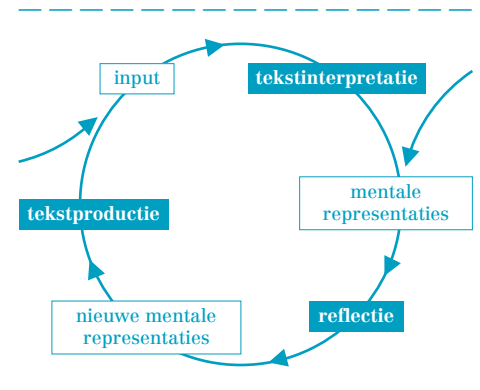 input
tekstinterpretatie
mentale
representaties
reflectie
nieuwe mentale
representaties
tekstproductie